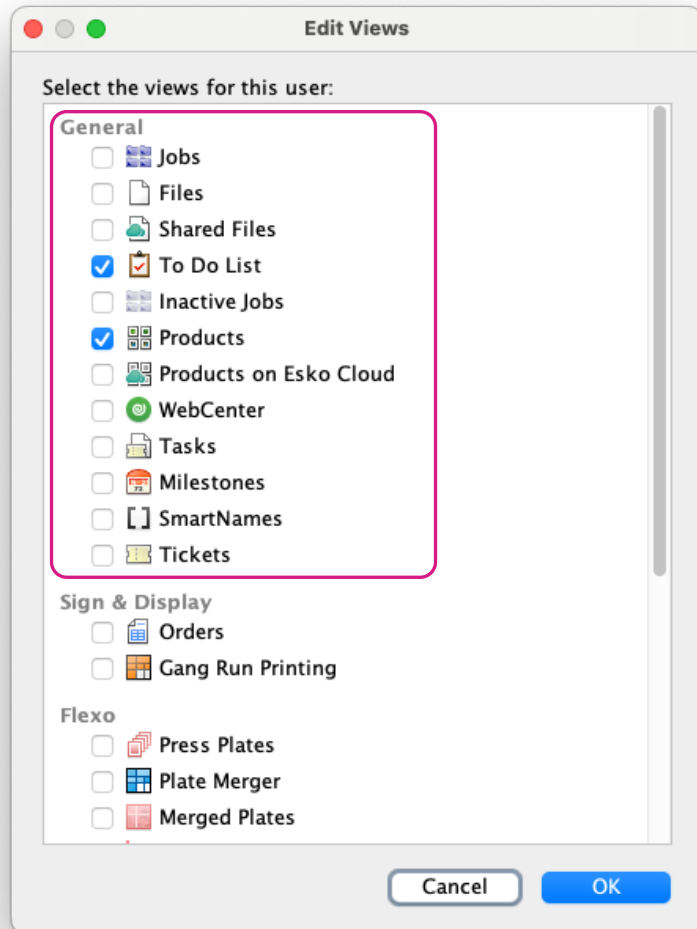 Edit Views
Select the views for this user:
General
Jobs
Files
Shared Files
To Do List
Inactive Jobs
Products
Products on Esko Cloud
WebCenter
Tasks
Milestones
SmartNames
Tickets
Sign & Display
Orders
Gang Run Printing
Flexo
Press Plates
Plate Merger
Merged Plates
Cancel OK